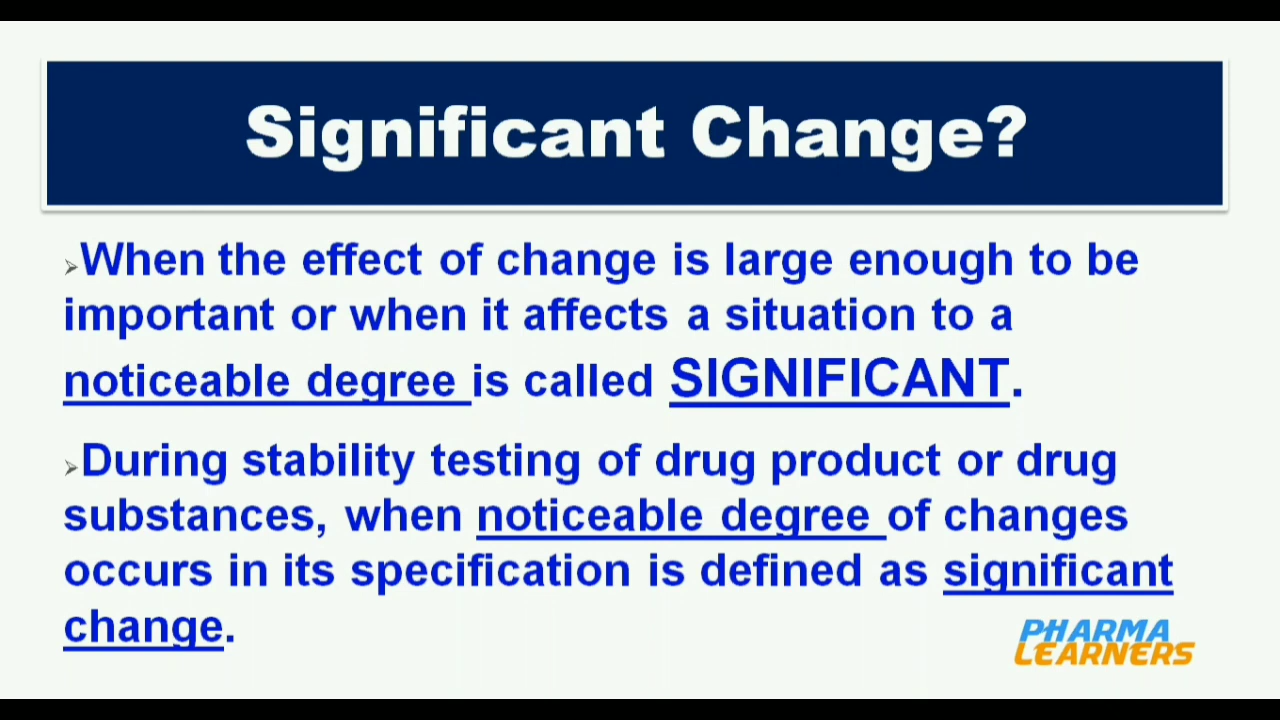 Significant Change?
➢When the effect of change is large enough to be
important or when it affects a situation to a
noticeable degree is called SIGNIFICANT.
➢During stability testing of drug product or drug
substances, when noticeable degree of changes
occurs in its specification is defined as significant
change.
PHARMA
LEARNERS